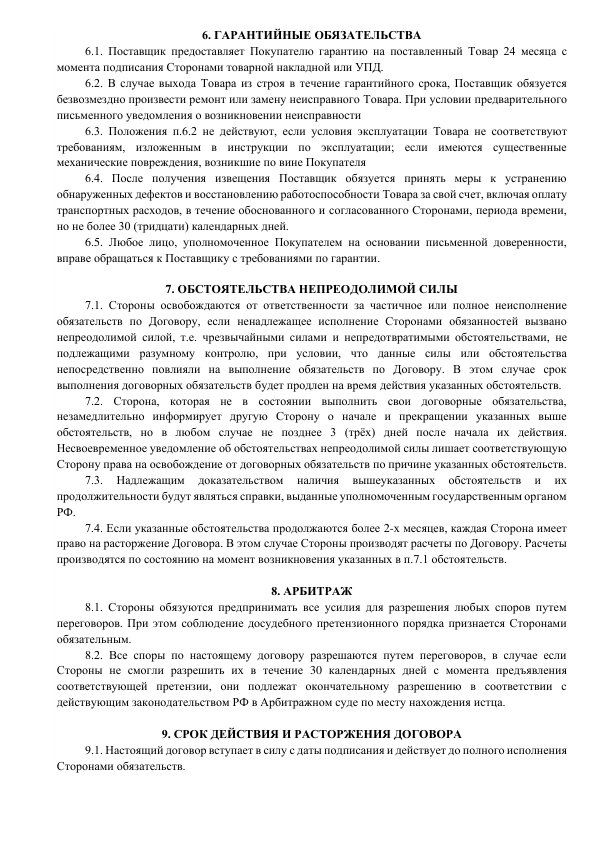 6. ГАРАНТИЙНЫЕ ОБЯЗАТЕЛЬСТВА
6.1. Поставщик предоставляет Покупателю гарантию на поставленный Товар 24 месяца с
момента подписания Сторонами товарной накладной или УПД.
6.2. В случае выхода Товара из строя в течение гарантийного срока, Поставщик обязуется
безвозмездно произвести ремонт или замену неисправного Товара. При условии предварительного
письменного уведомления о возникновении неисправности
6.3. Положения п.6.2 не действуют, если условия эксплуатации Товара не соответствуют
требованиям, изложенным в инструкции по эксплуатации; если имеются существенные
механические повреждения, возникшие по вине Покупателя
6.4. После получения извещения Поставщик обязуется принять меры к устранению
обнаруженных дефектов и восстановлению работоспособности Товара за свой счет, включая оплату
транспортных расходов, в течение обоснованного и согласованного Сторонами, периода времени,
но не более 30 (тридцати) календарных дней.
6.5. Любое лицо, уполномоченное Покупателем на основании письменной доверенности,
вправе обращаться к Поставщику с требованиями по гарантии.
7. ОБСТОЯТЕЛЬСТВА НЕПРЕОДОЛИМОЙ СИЛЫ
7.1. Стороны освобождаются от ответственности за частичное или полное неисполнение
обязательств по Договору, если ненадлежащее исполнение Сторонами обязанностей вызвано
непреодолимой силой, т.е. чрезвычайными силами и непредотвратимыми обстоятельствами, не
подлежащими разумному контролю, при условии, что данные силы или обстоятельства
непосредственно повлияли на выполнение обязательств по Договору. В этом случае срок
выполнения договорных обязательств будет продлен на время действия указанных обстоятельств.
7.2. Сторона, которая не в состоянии выполнить свои договорные обязательства,
незамедлительно информирует другую Сторону о начале и прекращении указанных выше
обстоятельств, но в любом случае не позднее 3 (трёх) дней после начала их действия.
Несвоевременное уведомление об обстоятельствах непреодолимой силы лишает соответствующую
Сторону права на освобождение от договорных обязательств по причине указанных обстоятельств.
7.3. Надлежащим доказательством наличия вышеуказанных обстоятельств и их
продолжительности будут являться справки, выданные уполномоченным государственным органом
РФ.
7.4. Если указанные обстоятельства продолжаются более 2-х месяцев, каждая Сторона имеет
право на расторжение Договора. В этом случае Стороны производят расчеты по Договору. Расчеты
производятся по состоянию на момент возникновения указанных в п.7.1 обстоятельств.
8. АРБИТРАЖ
8.1. Стороны обязуются предпринимать все усилия для разрешения любых споров путем
переговоров. При этом соблюдение досудебного претензионного порядка признается Сторонами
обязательным.
8.2. Все споры по настоящему договору разрешаются путем переговоров, в случае если
Стороны не смогли разрешить их в течение 30 календарных дней с момента предъявления
соответствующей претензии, они подлежат окончательному разрешению в соответствии с
действующим законодательством РФ в Арбитражном суде по месту нахождения истца.
9. СРОК ДЕЙСТВИЯ И РАСТОРЖЕНИЯ ДОГОВОРА
9.1. Настоящий договор вступает в силу с даты подписания и действует до полного исполнения
Сторонами обязательств.